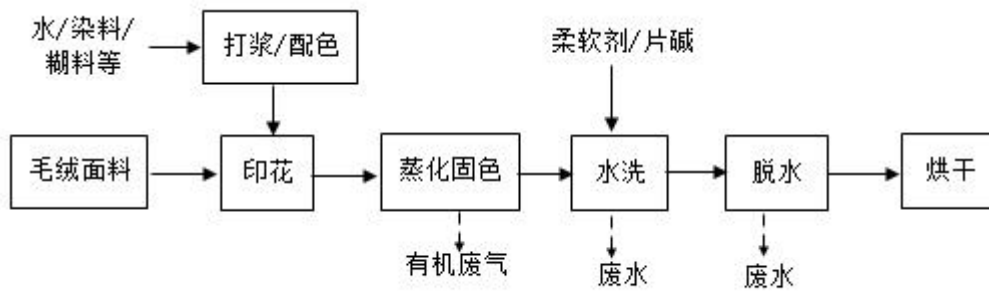 水/染料/
糊料等
打浆/配色
柔软剂/片碱
毛绒面料
印花
蒸化固色
水洗
脱水
烘干
有机废气
废水
废水